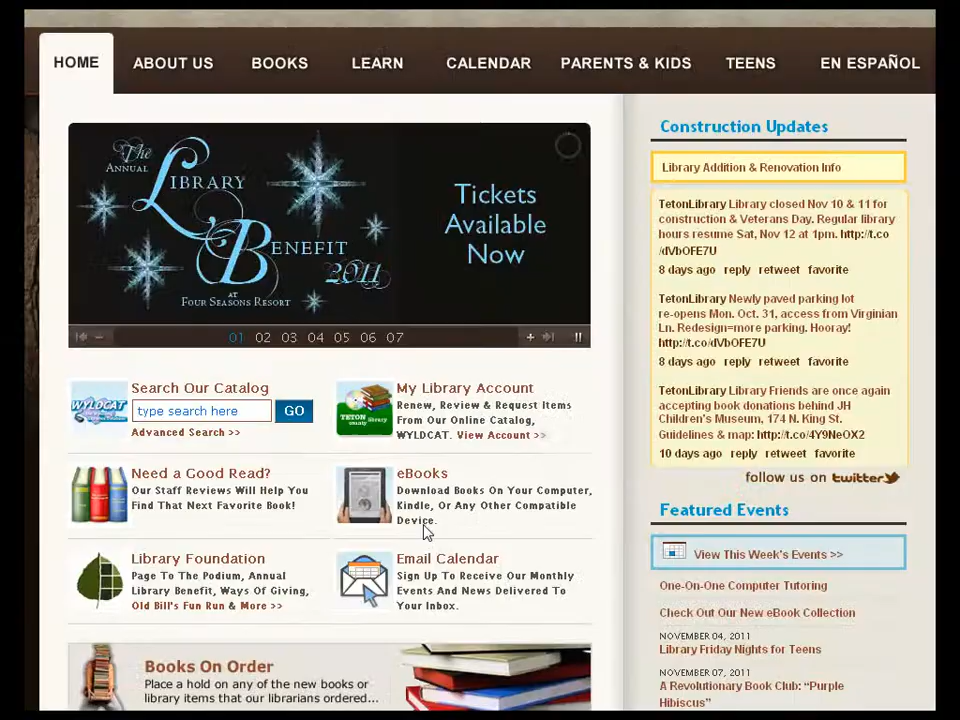 HOME ABOUT US BOOKS LEARN CALENDAR PARENTS & KIDS TEENS EN ESPAÑOL
The
Annual
Library
Benefit
2011
at
Four Seasons Resort
Tickets
Available
Now
01 02 03 04 05 06 07
Search Our Catalog
WYLDCAT
type search here GO
Advanced Search >>
My Library Account
TETON
county library
Renew, Review & Request Items
From Our Online Catalog,
WYLDCAT. View Account >>
Need a Good Read?
Our Staff Reviews Will Help You
Find That Next Favorite Book!
eBooks
Download Books On Your Computer,
Kindle, Or Any Other Compatible
Device.
Library Foundation
Page To The Podium, Annual
Library Benefit, Ways Of Giving,
Old Bill's Fun Run & More >>
Email Calendar
Sign Up To Receive Our Monthly
Events And News Delivered To
Your Inbox.
Books On Order
Place a hold on any of the new books or
library items that our librarians ordered...
Construction Updates
Library Addition & Renovation Info
TetonLibrary Library closed Nov 10 & 11 for
construction & Veterans Day. Regular library
hours resume Sat, Nov 12 at 1pm. http://t.co
/dVbOFE7U
8 days ago reply retweet favorite
TetonLibrary Newly paved parking lot
re-opens Mon. Oct. 31, access from Virginian
Ln. Redesign=more parking. Hooray!
http://t.co/dVbOFE7U
8 days ago reply retweet favorite
TetonLibrary Library Friends are once again
accepting book donations behind JH
Children's Museum, 174 N. King St.
Guidelines & map: http://t.co/4Y9NeOX2
10 days ago reply retweet favorite
follow us on twitter
Featured Events
View This Week's Events >>
One-On-One Computer Tutoring
Check Out Our New eBook Collection
NOVEMBER 04, 2011
Library Friday Nights for Teens
NOVEMBER 07, 2011
A Revolutionary Book Club: “Purple
Hibiscus”